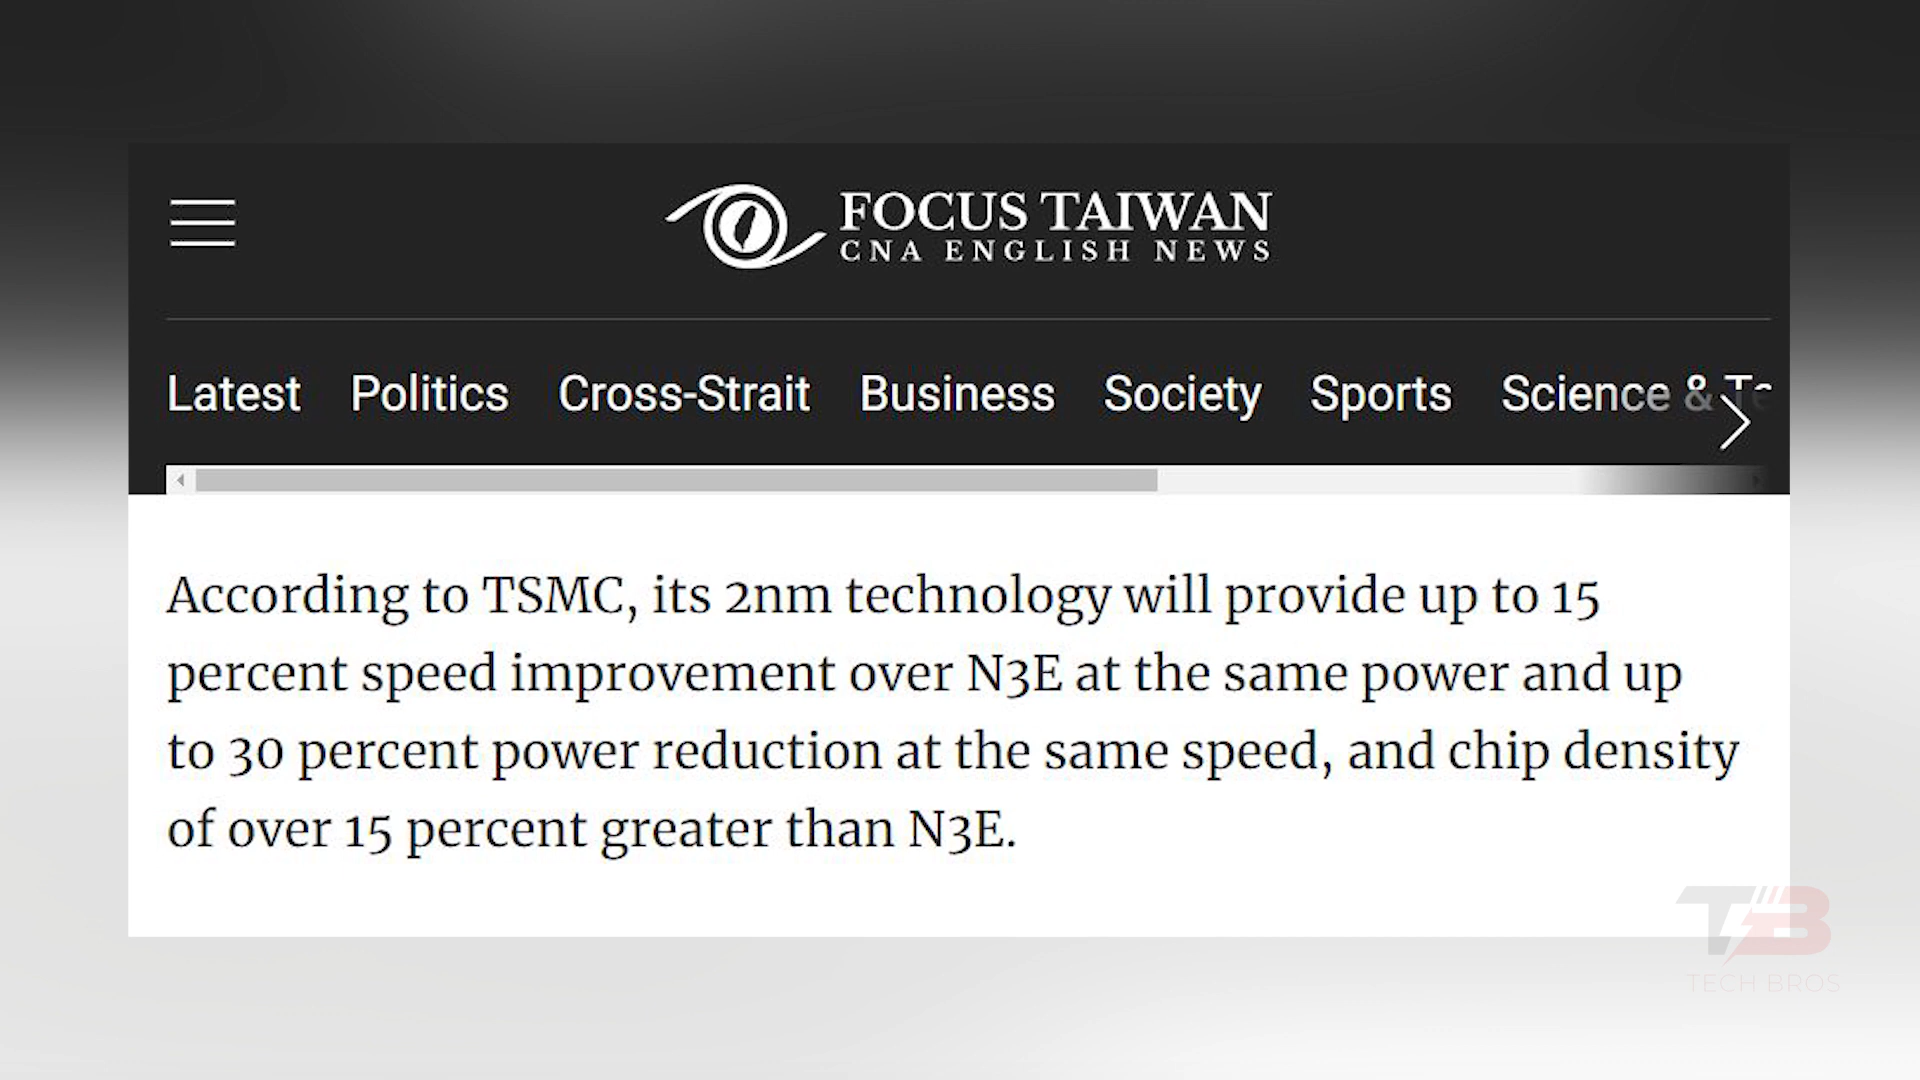 FOCUS TAIWAN
CNA ENGLISH NEWS
Latest Politics Cross-Strait Business Society Sports Science &
According to TSMC, its 2nm technology will provide up to 15
percent speed improvement over N3E at the same power and up
to 30 percent power reduction at the same speed, and chip density
of over 15 percent greater than N3E.
TB
TECH BROS